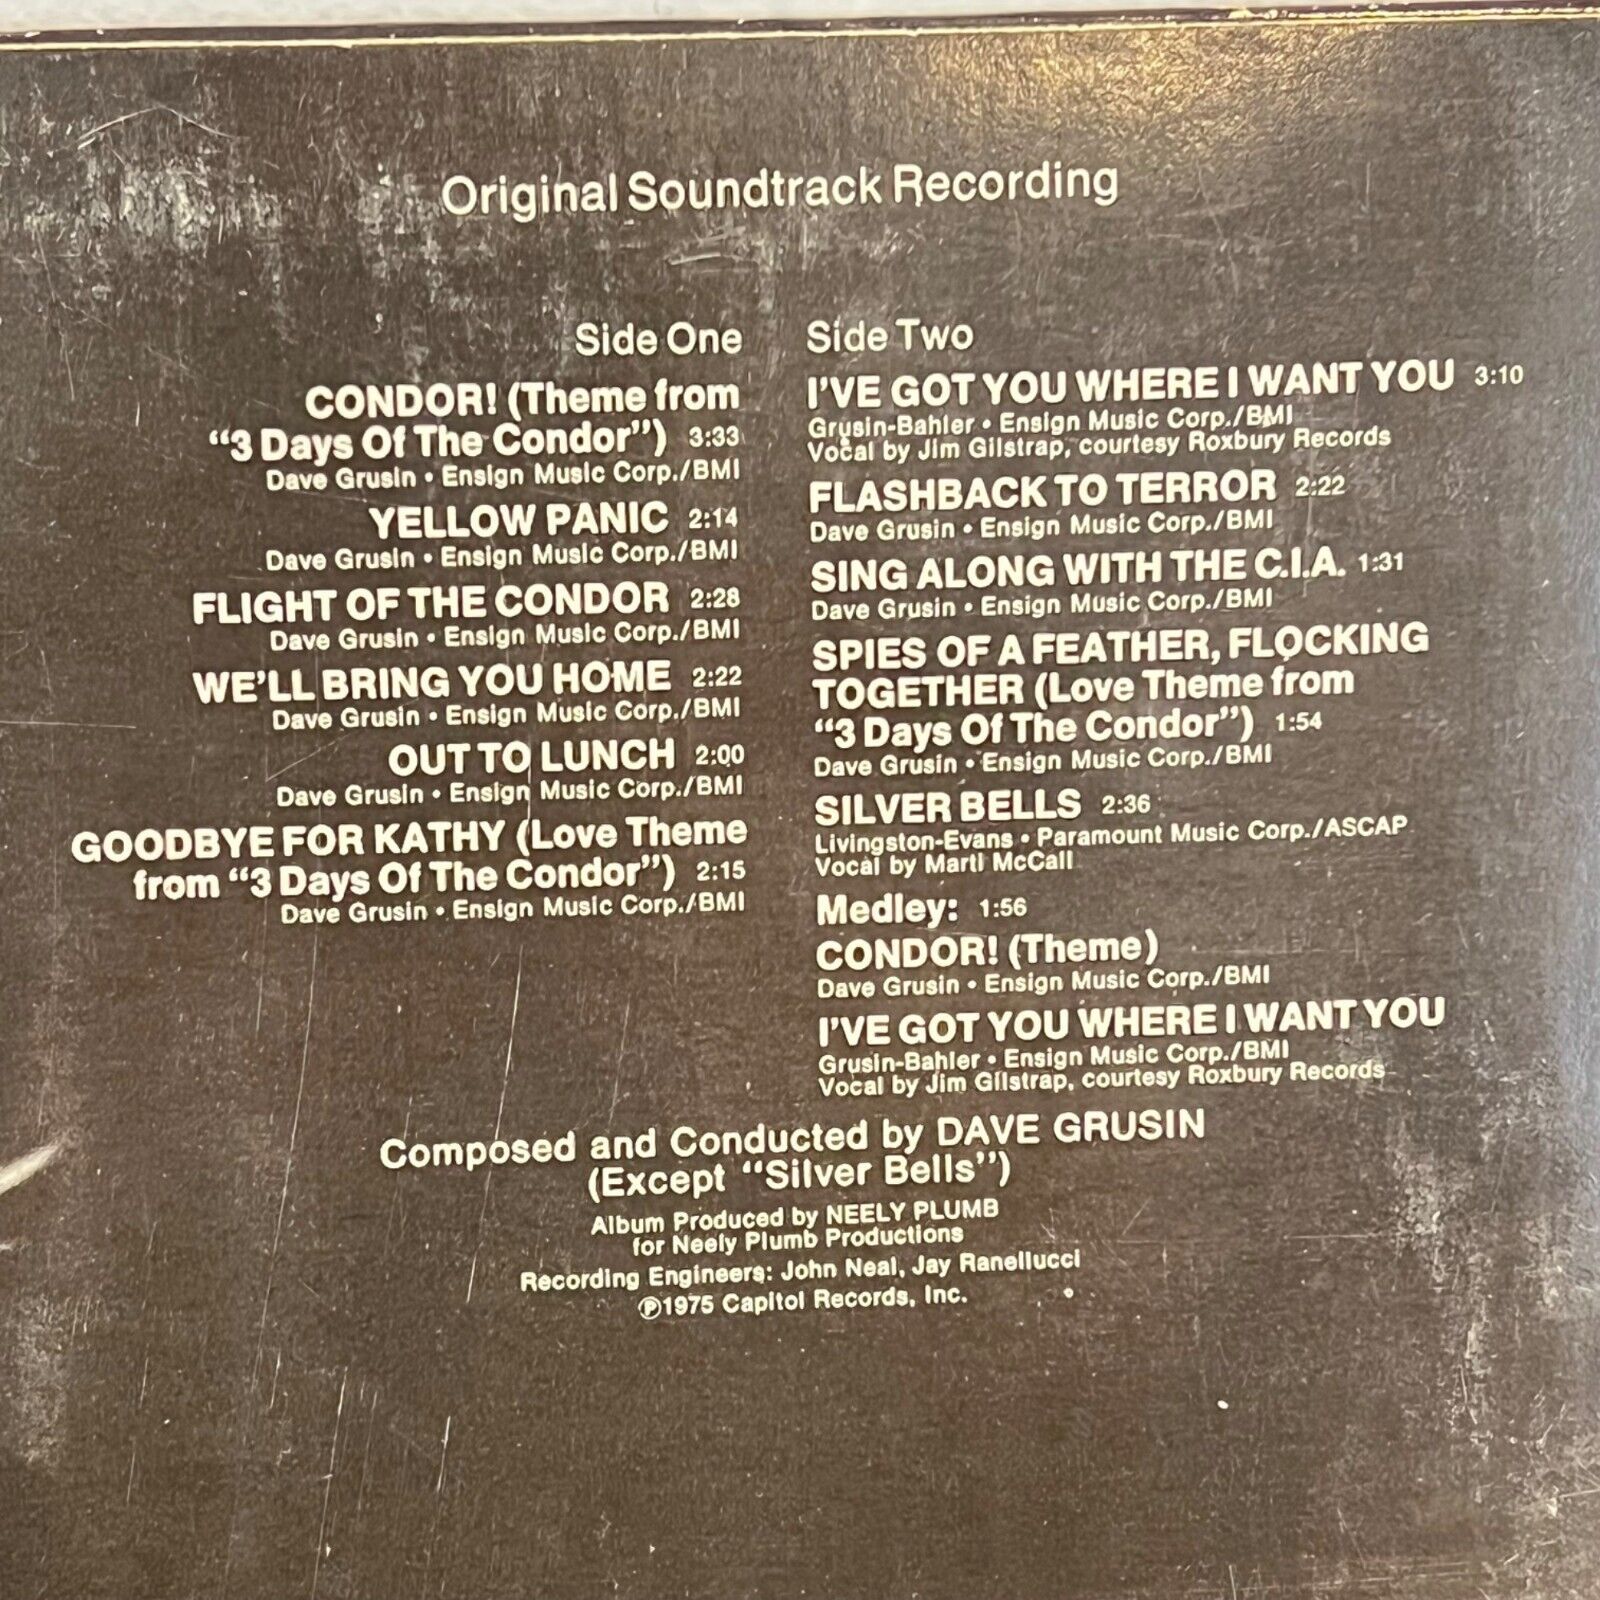 Original Soundtrack Recording
Side One
CONDOR! (Theme from
“3 Days Of The Condor”) 3:33
Dave Grusin • Ensign Music Corp./BMI
YELLOW PANIC 2:14
Dave Grusin • Ensign Music Corp./BMI
FLIGHT OF THE CONDOR 2:28
Dave Grusin • Ensign Music Corp./BMI
WE’LL BRING YOU HOME 2:22
Dave Grusin • Ensign Music Corp./BMI
OUT TO LUNCH 2:00
Dave Grusin • Ensign Music Corp./BMI
GOODBYE FOR KATHY (Love Theme
from “3 Days Of The Condor”) 2:15
Dave Grusin • Ensign Music Corp./BMI
Side Two
I’VE GOT YOU WHERE I WANT YOU 3:10
Grusin-Bahler • Ensign Music Corp./BMI
Vocal by Jim Gilstrap, courtesy Roxbury Records
FLASHBACK TO TERROR 2:22
Dave Grusin • Ensign Music Corp./BMI
SING ALONG WITH THE C.I.A. 1:31
Dave Grusin • Ensign Music Corp./BMI
SPIES OF A FEATHER, FLOCKING
TOGETHER (Love Theme from
“3 Days Of The Condor”) 1:54
Dave Grusin • Ensign Music Corp./BMI
SILVER BELLS 2:36
Livingston-Evans • Paramount Music Corp./ASCAP
Vocal by Marti McCall
Medley: 1:56
CONDOR! (Theme)
Dave Grusin • Ensign Music Corp./BMI
I’VE GOT YOU WHERE I WANT YOU
Grusin-Bahler • Ensign Music Corp./BMI
Vocal by Jim Gilstrap, courtesy Roxbury Records
Composed and Conducted by DAVE GRUSIN
(Except “Silver Bells”)
Album Produced by NEELY PLUMB
for Neely Plumb Productions
Recording Engineers: John Neal, Jay Ranellucci
℗1975 Capitol Records, Inc.